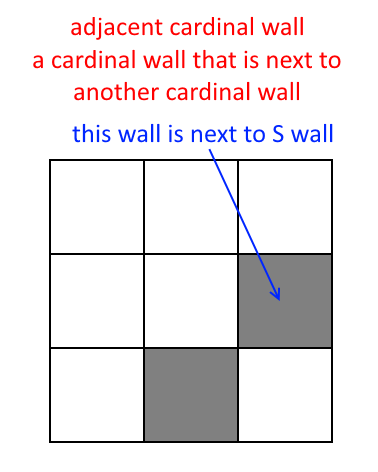 adjacent cardinal wall
a cardinal wall that is next to
another cardinal wall
this wall is next to S wall